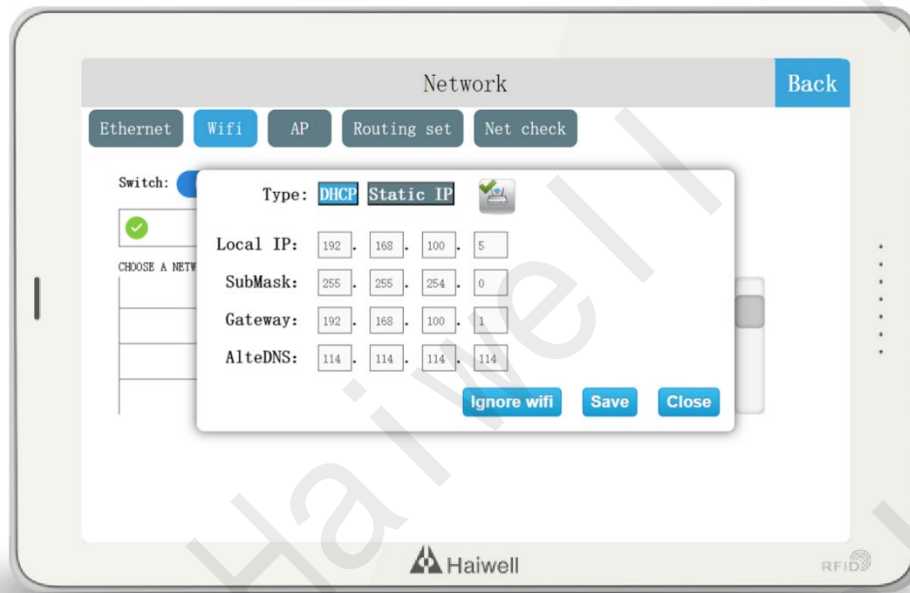 Network
Back
Ethernet
Wifi
AP
Routing set
Net check
Switch:
Type: DHCP Static IP
Local IP: 192 . 168 . 100 . 5
CHOOSE A NETW
SubMask: 255 . 255 . 254 . 0
Gateway: 192 . 168 . 100 . 1
AlteDNS: 114 . 114 . 114 . 114
Ignore wifi
Save
Close
Haiwell
RFID
Haiwell